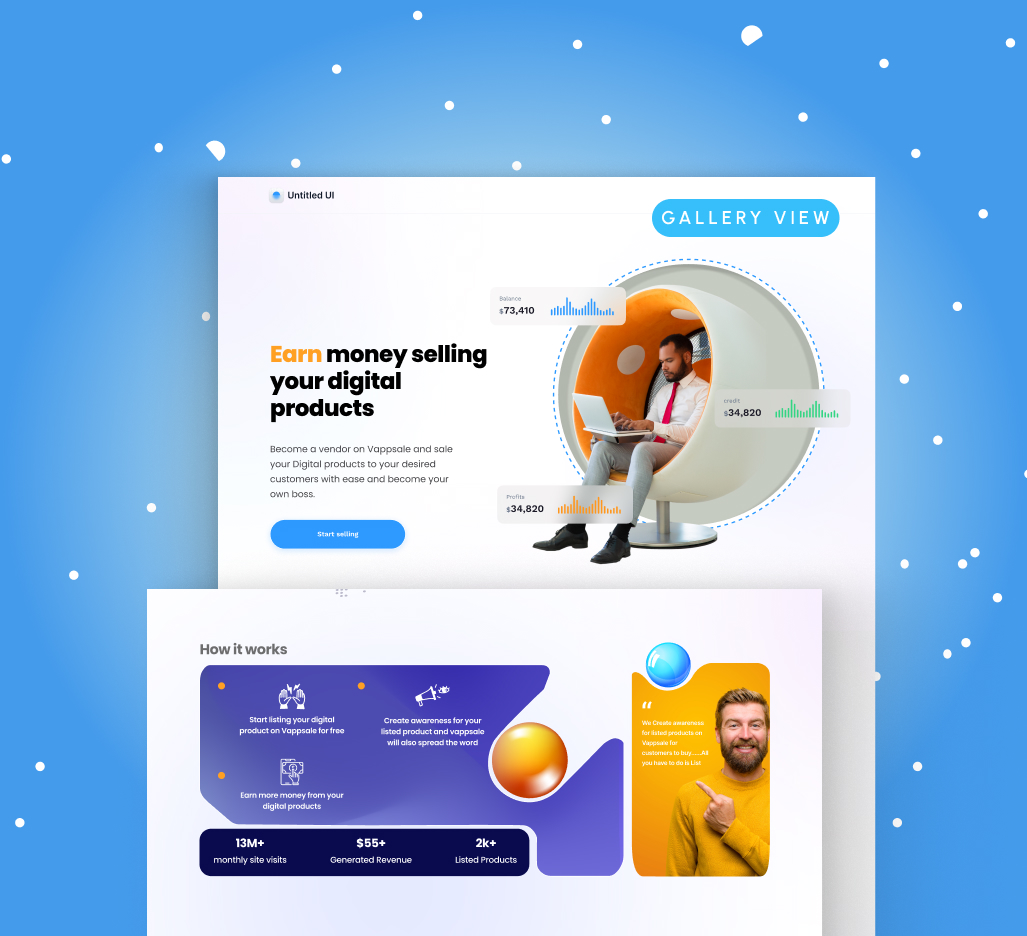 Untitled UI
GALLERY VIEW
Balance
$73,410
Earn money selling
your digital
products
credit
$34,820
Become a vendor on Vappsale and sale
your Digital products to your desired
customers with ease and become your
own boss.
Profits
$34,820
Start selling
How it works
Start listing your digital
product on Vappsale for free
Create awareness for your
listed product and vappsale
will also spread the word
Earn more money from your
digital products
“
We Create awareness
for listed products on
Vappsale for
customers to buy......All
you have to do is List
13M+
monthly site visits
$55+
Generated Revenue
2k+
Listed Products